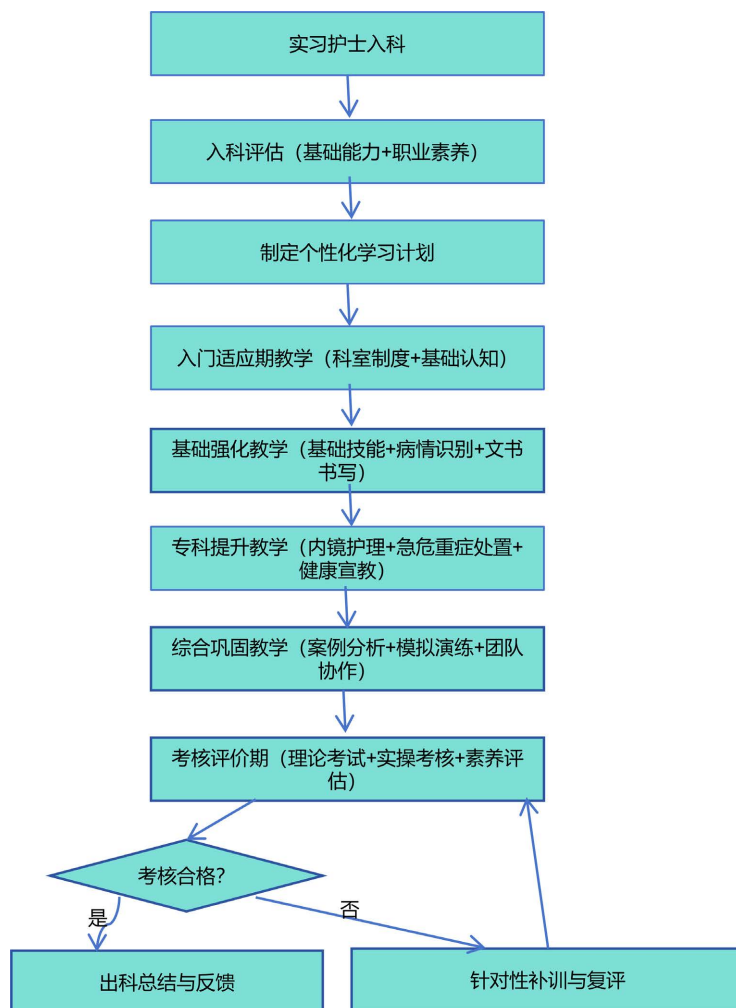 实习护士入科
入科评估（基础能力+职业素养）
制定个性化学习计划
入门适应期教学（科室制度+基础认知）
基础强化教学（基础技能+病情识别+文书
书写）
专科提升教学（内镜护理+急危重症处置+
健康宣教）
综合巩固教学（案例分析+模拟演练+团队
协作）
考核评价期（理论考试+实操考核+素养评
估）
考核合格?
是
否
出科总结与反馈
针对性补训与复评